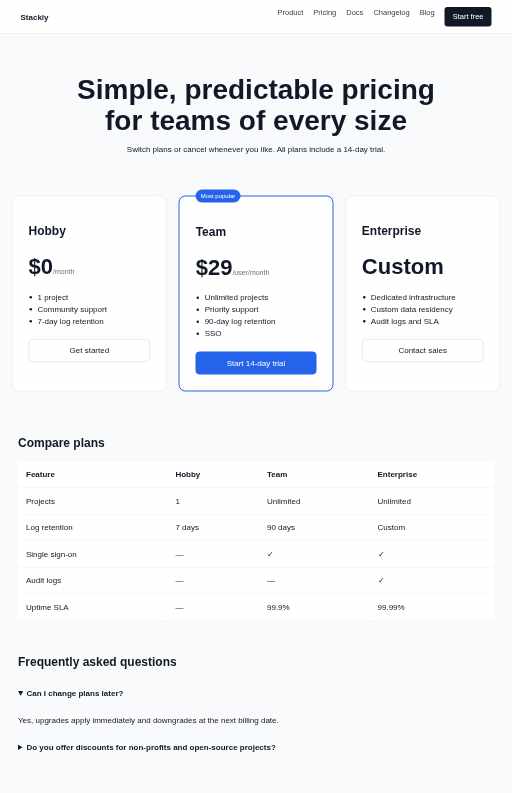 Stackly
Product Pricing Docs Changelog Blog Start free
Simple, predictable pricing
for teams of every size
Switch plans or cancel whenever you like. All plans include a 14-day trial.
Hobby
$0/month
• 1 project
• Community support
• 7-day log retention
Get started
Most popular
Team
$29/user/month
• Unlimited projects
• Priority support
• 90-day log retention
• SSO
Start 14-day trial
Enterprise
Custom
• Dedicated infrastructure
• Custom data residency
• Audit logs and SLA
Contact sales
Compare plans
Feature Hobby Team Enterprise
Projects 1 Unlimited Unlimited
Log retention 7 days 90 days Custom
Single sign-on — ✓ ✓
Audit logs — — ✓
Uptime SLA — 99.9% 99.99%
Frequently asked questions
▼ Can I change plans later?
Yes, upgrades apply immediately and downgrades at the next billing date.
▶ Do you offer discounts for non-profits and open-source projects?